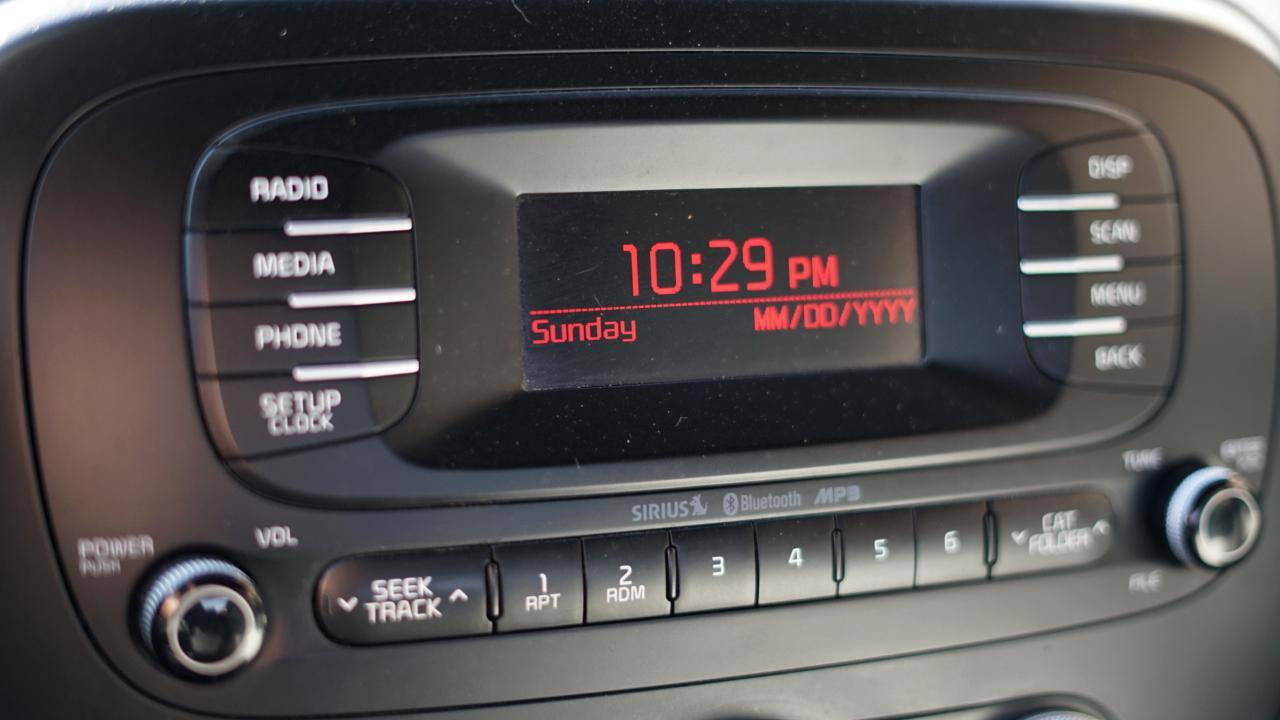 RADIO
MEDIA
PHONE
SETUP
CLOCK
10:29 PM
Sunday MM/DD/YYYY
DISP
SCAN
MENU
BACK
SIRIUS Bluetooth MP3
POWER
PUSH
VOL
SEEK
TRACK
1
RPT
2
RDM
3
4
5
6
CAT
FOLDER
TUNE
FILE